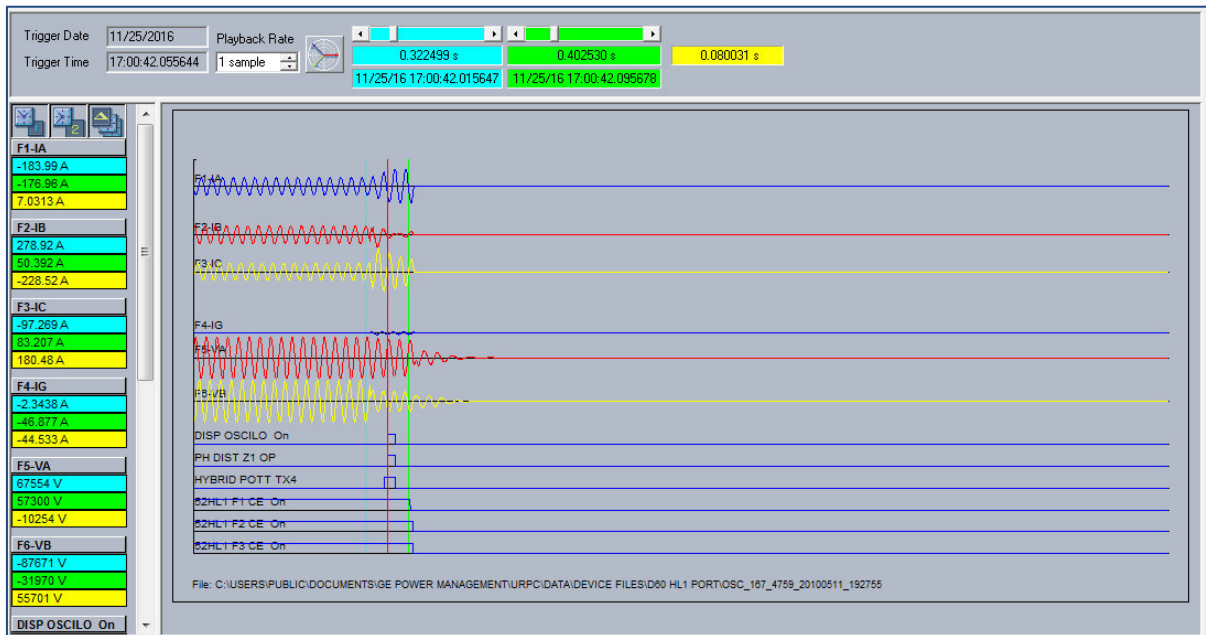 Trigger Date 11/25/2016 Playback Rate
Trigger Time 17:00:42.055644 1 sample
0.322499 s 0.402530 s 0.080031 s
11/25/16 17:00:42.015647 11/25/16 17:00:42.095678
1 2
F1-IA
-183.99 A
-176.96 A
7.0313 A
F2-IB
278.92 A
50.392 A
-228.52 A
F3-IC
-97.269 A
83.207 A
180.48 A
F4-IG
-2.3438 A
-46.877 A
-44.533 A
F5-VA
67554 V
57300 V
-10254 V
F6-VB
-87671 V
-31970 V
55701 V
DISP OSCILO On
F1-IA
F2-IB
F3-IC
F4-IG
F5-VA
F6-VB
DISP OSCILO On
PH DIST Z1 OP
HYBRID POTT TX4
52HL1 F1 CE On
52HL1 F2 CE On
52HL1 F3 CE On
File: C:\USERS\PUBLIC\DOCUMENTS\GE POWER MANAGEMENT\URPC\DATA\DEVICE FILES\D60 HL1 PORT\OSC_167_4759_20100511_192755